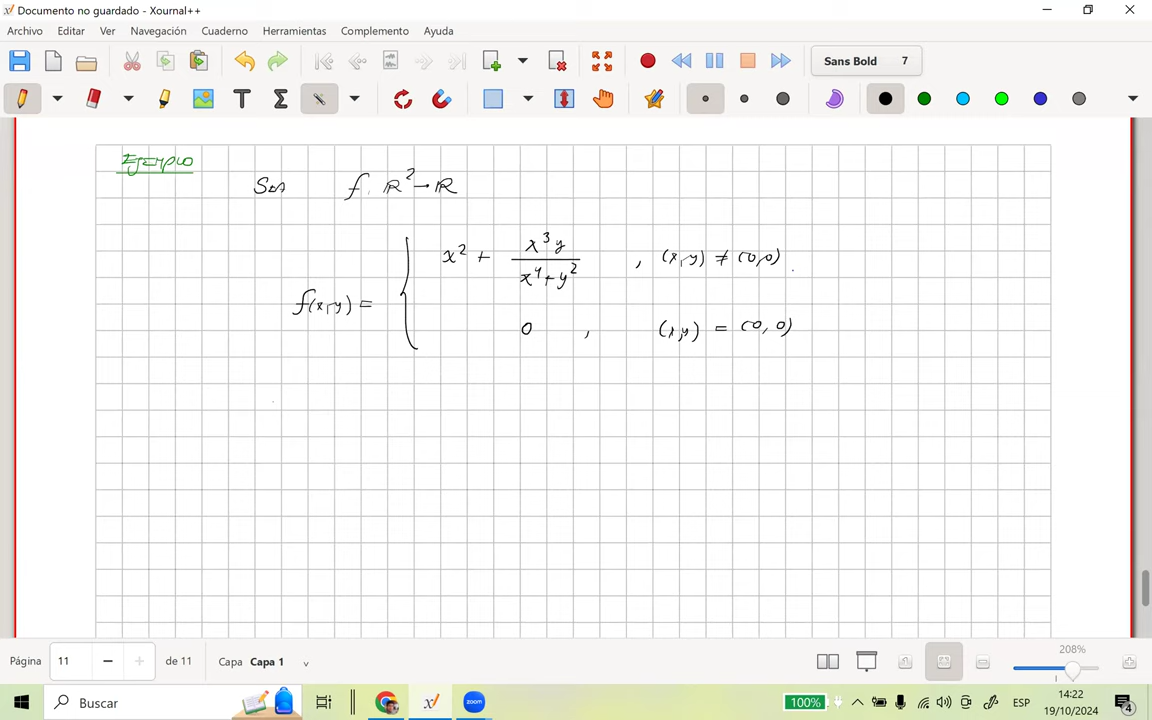 Documento no guardado - Xournal++
Archivo Editar Ver Navegación Cuaderno Herramientas Complemento Ayuda
Sans Bold 7
Ejemplo
Sea f: ℝ² → ℝ
f(x,y) = { x² + x³y / (x⁴+y²) , (x,y) ≠ (0,0).
0 , (x,y) = (0,0)
Página 11 de 11 Capa Capa 1 208%
Buscar zoom 100% ESP 14:22
19/10/2024 4